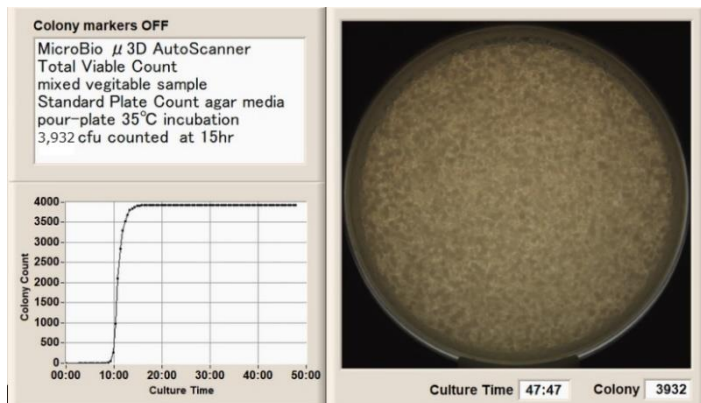 Colony markers OFF
MicroBio μ 3D AutoScanner
Total Viable Count
mixed vegitable sample
Standard Plate Count agar media
pour-plate 35℃ incubation
3,932 cfu counted at 15hr
4000
3500
3000
2500
2000
1500
1000
500
0
Colony Count
00:00 10:00 20:00 30:00 40:00 50:00
Culture Time
Culture Time 47:47 Colony 3932